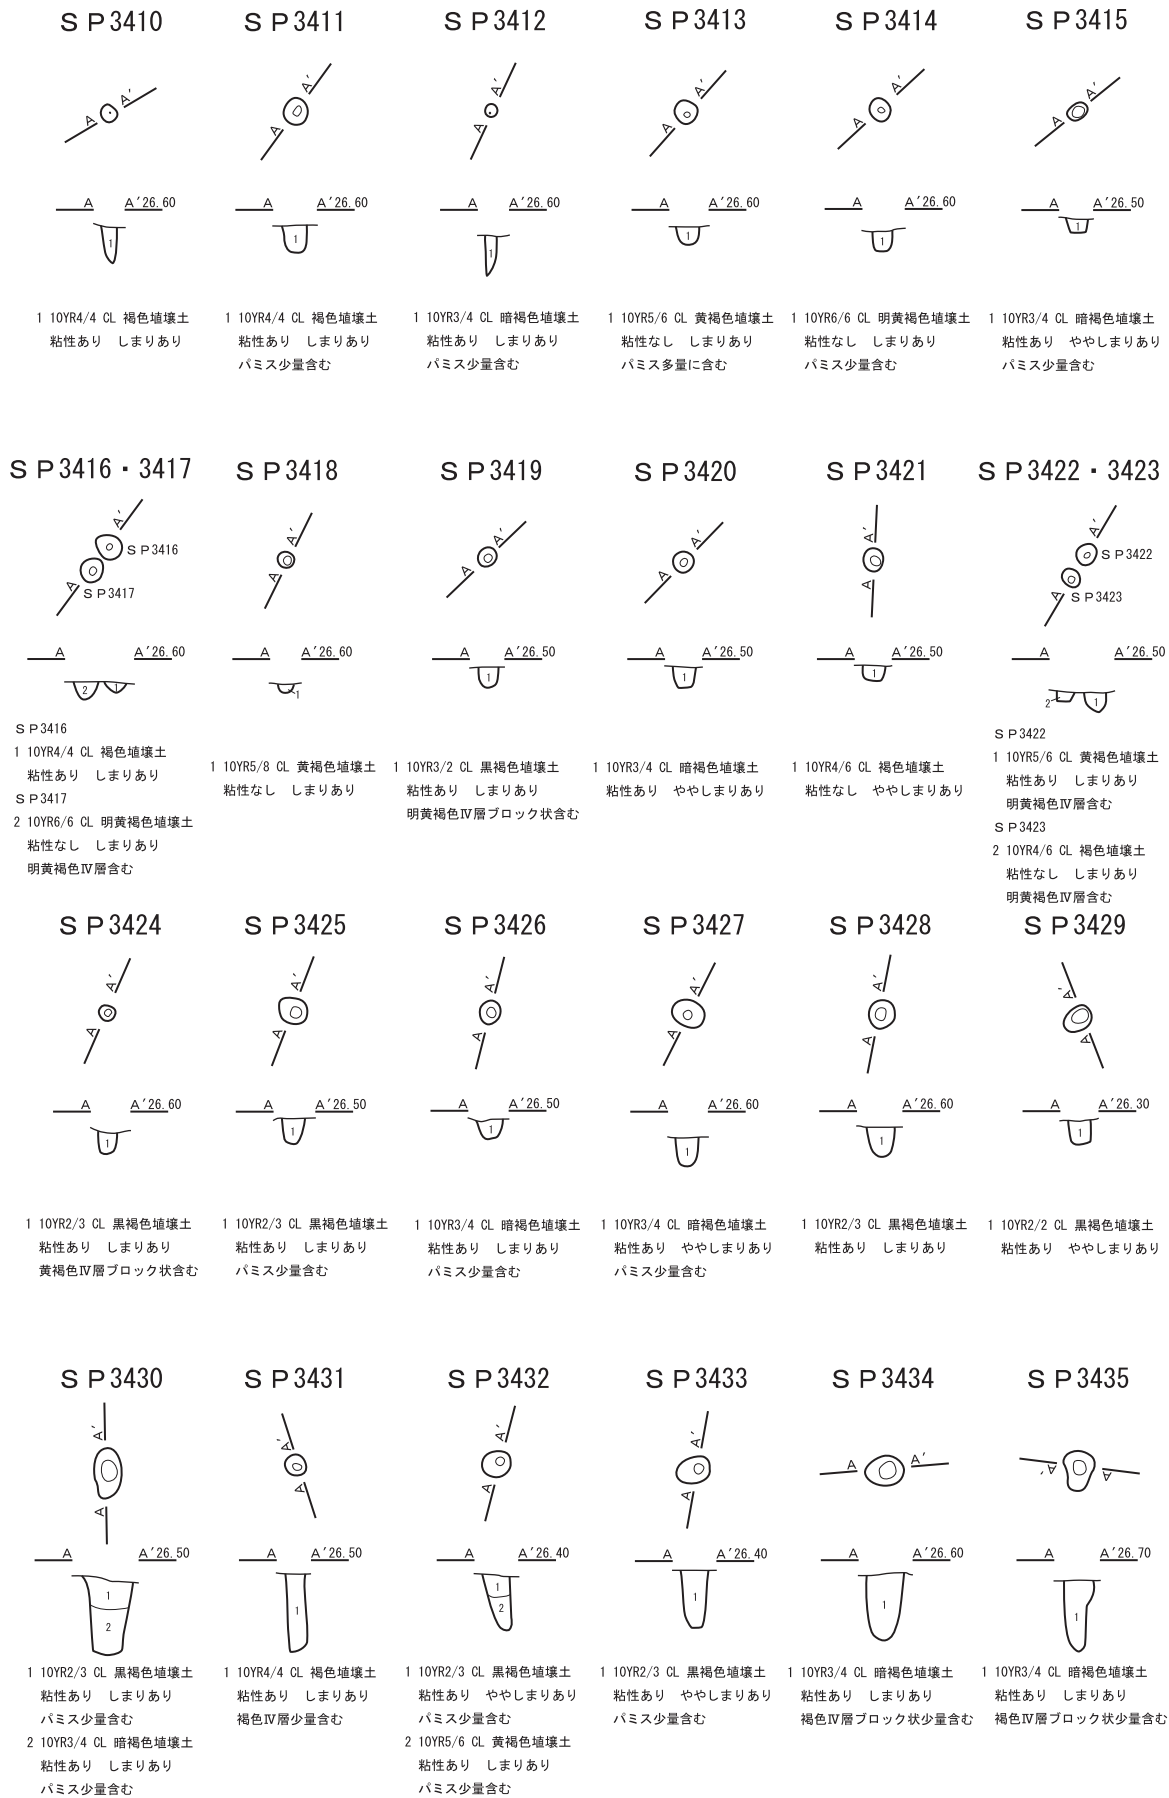 ＳＰ3410
A
A′
A
A′26.60
1
1 10YR4/4 CL 褐色埴壌土
粘性あり　しまりあり
ＳＰ3411
A
A′
A
A′26.60
1
1 10YR4/4 CL 褐色埴壌土
粘性あり　しまりあり
パミス少量含む
ＳＰ3412
A
A′
A
A′26.60
1
1 10YR3/4 CL 暗褐色埴壌土
粘性あり　しまりあり
パミス少量含む
ＳＰ3413
A
A′
A
A′26.60
1
1 10YR5/6 CL 黄褐色埴壌土
粘性なし　しまりあり
パミス多量に含む
ＳＰ3414
A
A′
A
A′26.60
1
1 10YR6/6 CL 明黄褐色埴壌土
粘性なし　しまりあり
パミス少量含む
ＳＰ3415
A
A′
A
A′26.50
1
1 10YR3/4 CL 暗褐色埴壌土
粘性あり　ややしまりあり
パミス少量含む
ＳＰ3416・3417
A′
ＳＰ3416
A
ＳＰ3417
A
A′26.60
2
1
ＳＰ3416
1 10YR4/4 CL 褐色埴壌土
粘性あり　しまりあり
ＳＰ3417
2 10YR6/6 CL 明黄褐色埴壌土
粘性なし　しまりあり
明黄褐色Ⅳ層含む
ＳＰ3418
A′
A
A
A′26.60
1
1 10YR5/8 CL 黄褐色埴壌土
粘性なし　しまりあり
ＳＰ3419
A′
A
A
A′26.50
1
1 10YR3/2 CL 黒褐色埴壌土
粘性あり　しまりあり
明黄褐色Ⅳ層ブロック状含む
ＳＰ3420
A′
A
A
A′26.50
1
1 10YR3/4 CL 暗褐色埴壌土
粘性あり　ややしまりあり
ＳＰ3421
A′
A
A
A′26.50
1
1 10YR4/6 CL 褐色埴壌土
粘性なし　ややしまりあり
ＳＰ3422・3423
A′
ＳＰ3422
A
ＳＰ3423
A
A′26.50
2
1
ＳＰ3422
1 10YR5/6 CL 黄褐色埴壌土
粘性あり　しまりあり
明黄褐色Ⅳ層含む
ＳＰ3423
2 10YR4/6 CL 褐色埴壌土
粘性なし　しまりあり
明黄褐色Ⅳ層含む
ＳＰ3424
A′
A
A
A′26.60
1
1 10YR2/3 CL 黒褐色埴壌土
粘性あり　しまりあり
黄褐色Ⅳ層ブロック状含む
ＳＰ3425
A′
A
A
A′26.50
1
1 10YR2/3 CL 黒褐色埴壌土
粘性あり　しまりあり
パミス少量含む
ＳＰ3426
A′
A
A
A′26.50
1
1 10YR3/4 CL 暗褐色埴壌土
粘性あり　しまりあり
パミス少量含む
ＳＰ3427
A′
A
A
A′26.60
1
1 10YR3/4 CL 暗褐色埴壌土
粘性あり　ややしまりあり
パミス少量含む
ＳＰ3428
A′
A
A
A′26.60
1
1 10YR2/3 CL 黒褐色埴壌土
粘性あり　しまりあり
ＳＰ3429
A′
A
A
A′26.30
1
1 10YR2/2 CL 黒褐色埴壌土
粘性あり　ややしまりあり
ＳＰ3430
A′
A
A
A′26.50
1
2
1 10YR2/3 CL 黒褐色埴壌土
粘性あり　しまりあり
パミス少量含む
2 10YR3/4 CL 暗褐色埴壌土
粘性あり　しまりあり
パミス少量含む
ＳＰ3431
A′
A
A
A′26.50
1
1 10YR4/4 CL 褐色埴壌土
粘性あり　しまりあり
褐色Ⅳ層少量含む
ＳＰ3432
A′
A
A
A′26.40
1
2
1 10YR2/3 CL 黒褐色埴壌土
粘性あり　ややしまりあり
パミス少量含む
2 10YR5/6 CL 黄褐色埴壌土
粘性あり　しまりあり
パミス少量含む
ＳＰ3433
A′
A
A
A′26.40
1
1 10YR2/3 CL 黒褐色埴壌土
粘性あり　ややしまりあり
パミス少量含む
ＳＰ3434
A
A′
A
A′26.60
1
1 10YR3/4 CL 暗褐色埴壌土
粘性あり　しまりあり
褐色Ⅳ層ブロック状少量含む
ＳＰ3435
A′
A
A
A′26.70
1
1 10YR3/4 CL 暗褐色埴壌土
粘性あり　しまりあり
褐色Ⅳ層ブロック状少量含む